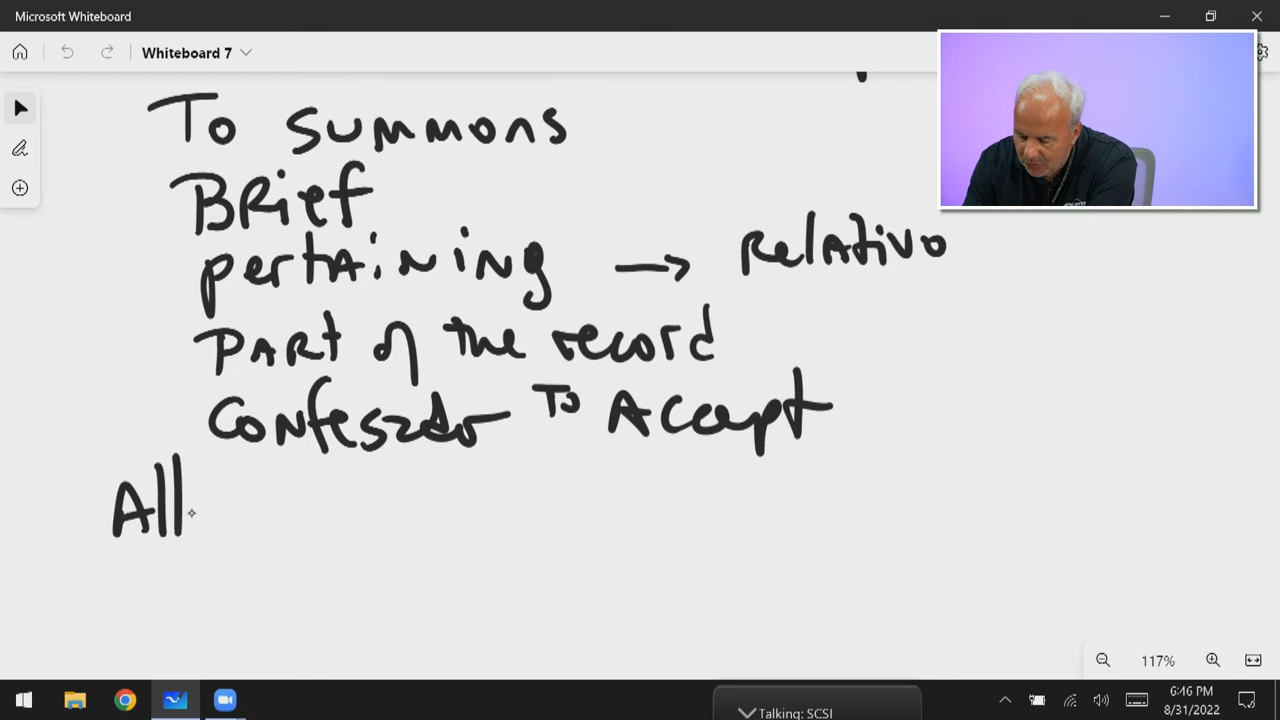 Microsoft Whiteboard
Whiteboard 7
To summons
Brief
pertaining → Relativo
Part of the record
To Accept
All
117%
Talking: SCSI
6:46 PM
8/31/2022